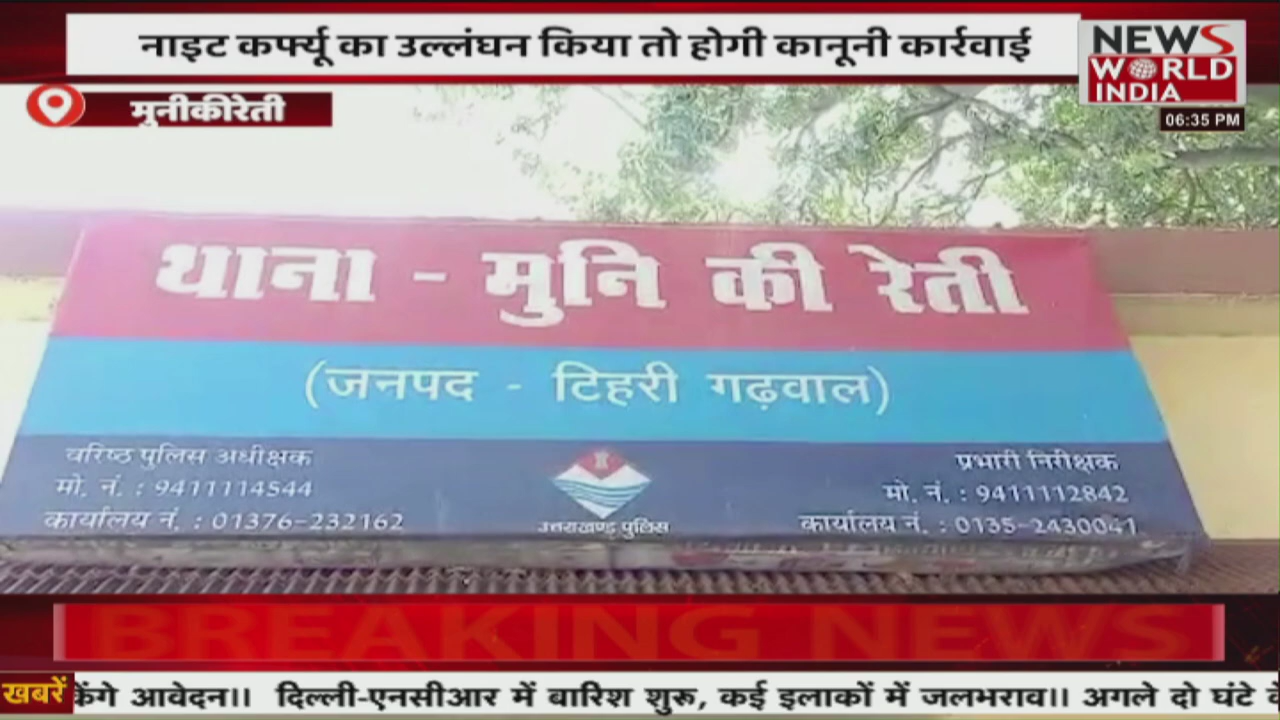 नाइट कर्फ्यू का उल्लंघन किया तो होगी कानूनी कार्रवाई
NEWS
WORLD
INDIA
06:35 PM
मुनीकीरेती
थाना - मुनि की रेती
(जनपद - टिहरी गढ़वाल)
वरिष्ठ पुलिस अधीक्षक
मो. नं. : 9411114544
कार्यालय नं. : 01376-232162
उत्तराखण्ड पुलिस
प्रभारी निरीक्षक
मो. नं. : 9411112842
कार्यालय नं. : 0135-2430041
BREAKING NEWS
खबरें केंगे आवेदन।। दिल्ली-एनसीआर में बारिश शुरू, कई इलाकों में जलभराव।। अगले दो घंटे